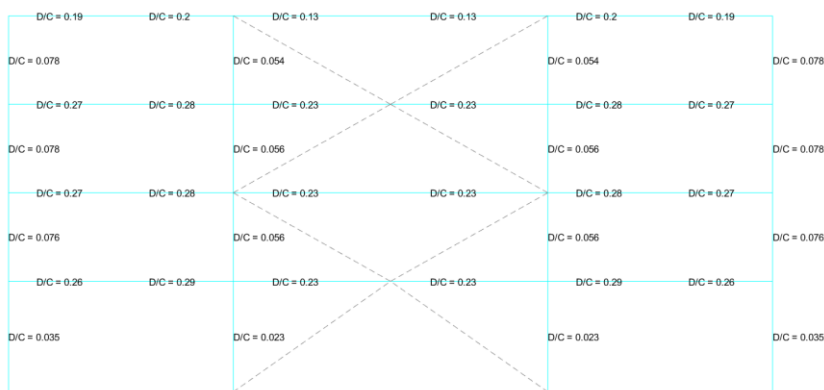 D/C = 0.19 D/C = 0.2 D/C = 0.13 D/C = 0.13 D/C = 0.2 D/C = 0.19
D/C = 0.078 D/C = 0.054 D/C = 0.054 D/C = 0.078
D/C = 0.27 D/C = 0.28 D/C = 0.23 D/C = 0.23 D/C = 0.28 D/C = 0.27
D/C = 0.078 D/C = 0.056 D/C = 0.056 D/C = 0.078
D/C = 0.27 D/C = 0.28 D/C = 0.23 D/C = 0.23 D/C = 0.28 D/C = 0.27
D/C = 0.076 D/C = 0.056 D/C = 0.056 D/C = 0.076
D/C = 0.26 D/C = 0.29 D/C = 0.23 D/C = 0.23 D/C = 0.29 D/C = 0.26
D/C = 0.035 D/C = 0.023 D/C = 0.023 D/C = 0.035